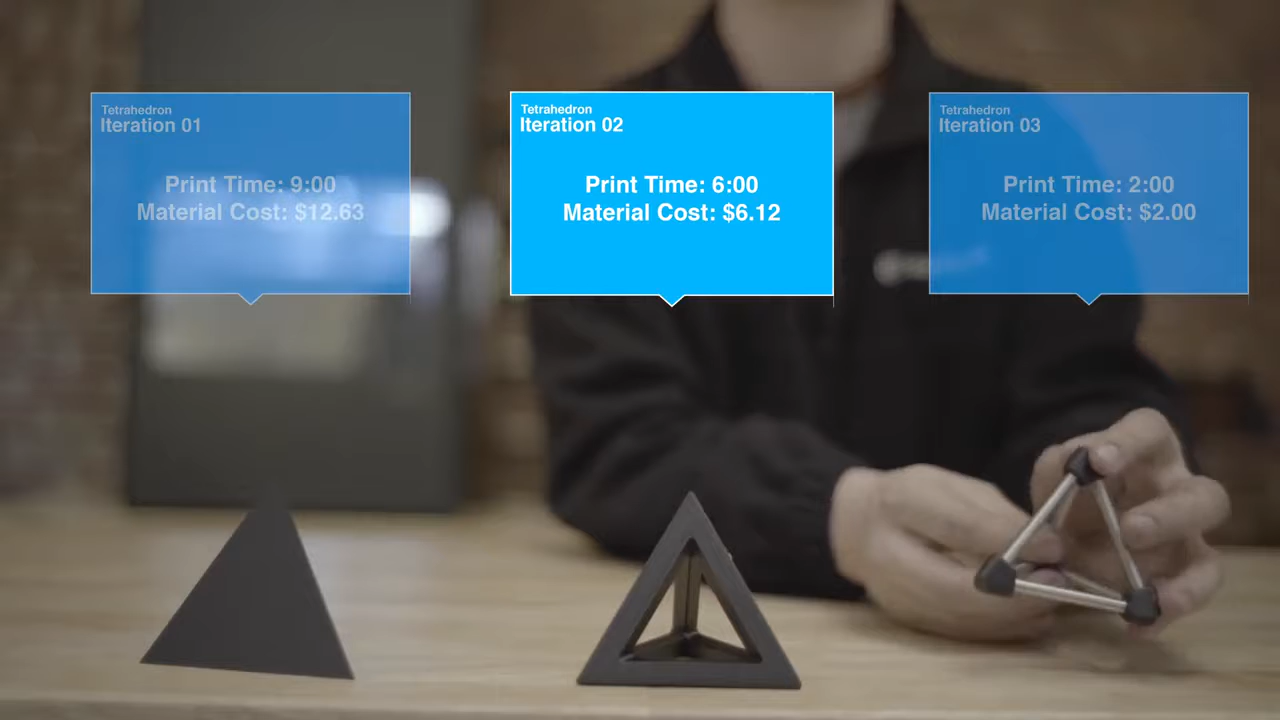 Tetrahedron
Iteration 01
Print Time: 9:00
Material Cost: $12.63
Tetrahedron
Iteration 02
Print Time: 6:00
Material Cost: $6.12
Tetrahedron
Iteration 03
Print Time: 2:00
Material Cost: $2.00